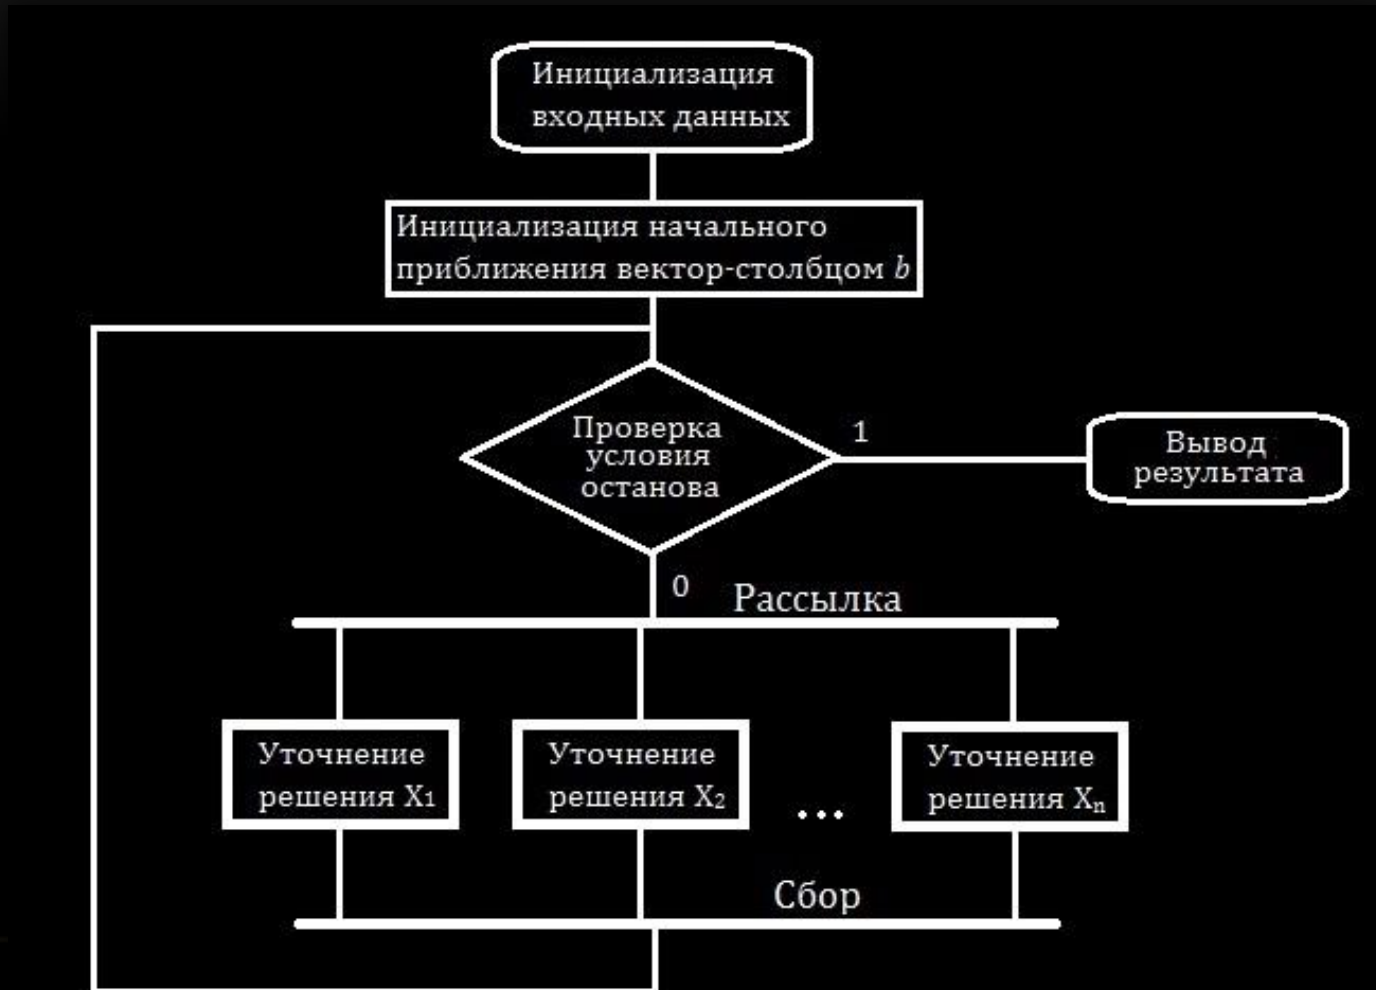 Инициализация
входных данных
Инициализация начального
приближения вектор-столбцом b
Проверка
условия
останова
1
Вывод
результата
0
Рассылка
Уточнение
решения X₁
Уточнение
решения X₂
...
Уточнение
решения Xₙ
Сбор